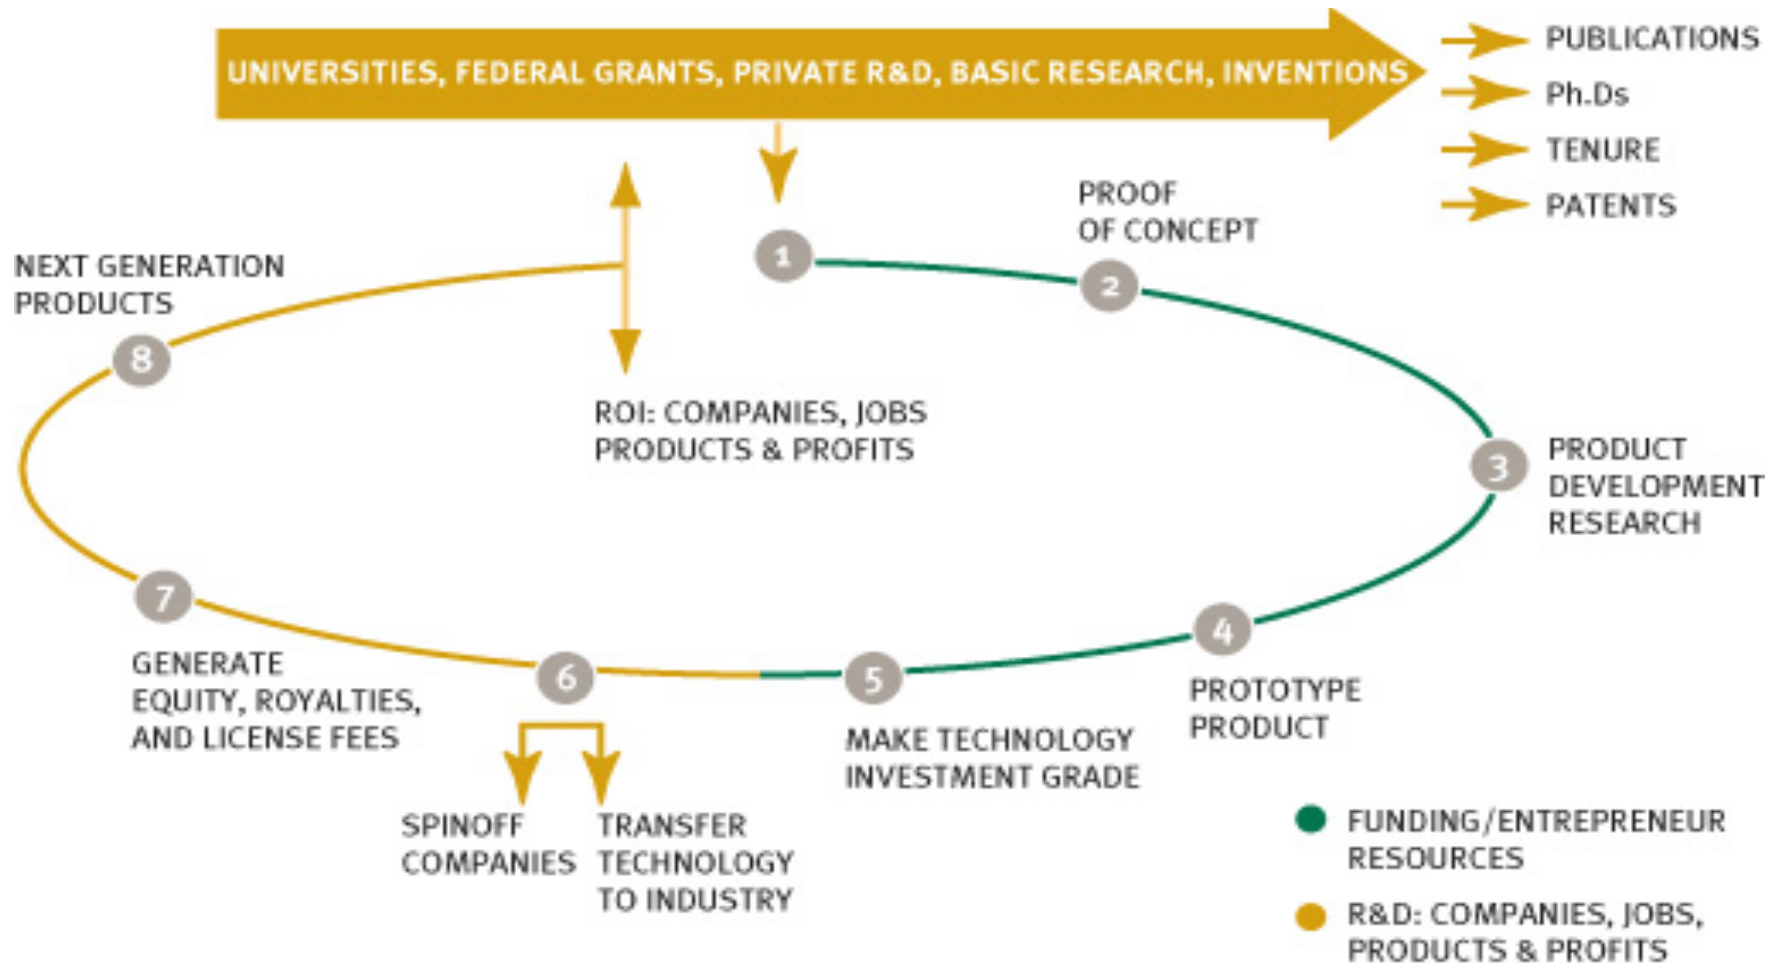 UNIVERSITIES, FEDERAL GRANTS, PRIVATE R&D, BASIC RESEARCH, INVENTIONS
PUBLICATIONS
Ph.Ds
TENURE
PATENTS
1
PROOF
OF CONCEPT
2
3
PRODUCT
DEVELOPMENT
RESEARCH
4
PROTOTYPE
PRODUCT
5
MAKE TECHNOLOGY
INVESTMENT GRADE
6
SPINOFF
COMPANIES
TRANSFER
TECHNOLOGY
TO INDUSTRY
7
GENERATE
EQUITY, ROYALTIES,
AND LICENSE FEES
8
NEXT GENERATION
PRODUCTS
ROI: COMPANIES, JOBS
PRODUCTS & PROFITS
FUNDING/ENTREPRENEUR
RESOURCES
R&D: COMPANIES, JOBS,
PRODUCTS & PROFITS